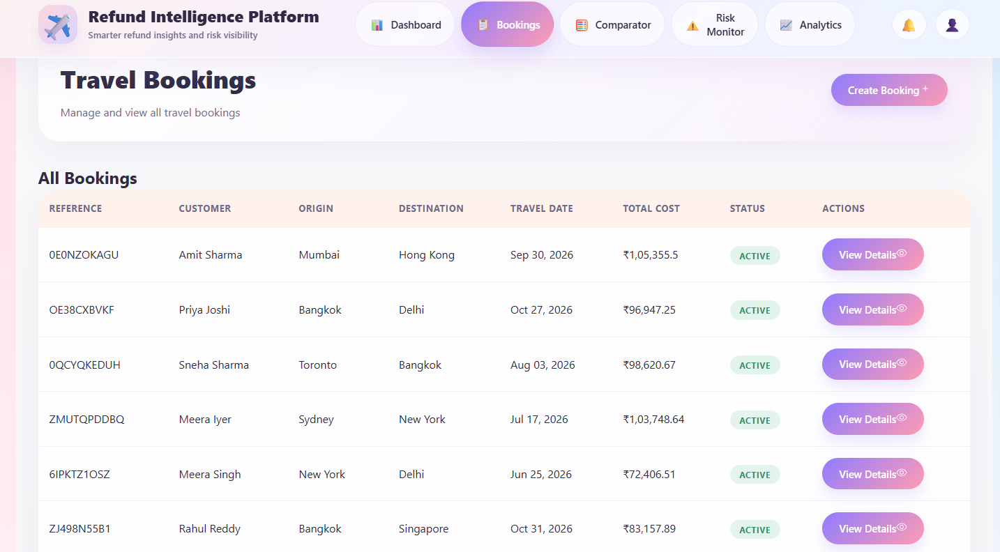 Refund Intelligence Platform
Smarter refund insights and risk visibility
Dashboard
Bookings
Comparator
Risk
Monitor
Analytics
Travel Bookings
Manage and view all travel bookings
Create Booking +
All Bookings
REFERENCE CUSTOMER ORIGIN DESTINATION TRAVEL DATE TOTAL COST STATUS ACTIONS
0E0NZOKAGU Amit Sharma Mumbai Hong Kong Sep 30, 2026 ₹1,05,355.5 ACTIVE View Details
OE38CXBVKF Priya Joshi Bangkok Delhi Oct 27, 2026 ₹96,947.25 ACTIVE View Details
0QCYQKEDUH Sneha Sharma Toronto Bangkok Aug 03, 2026 ₹98,620.67 ACTIVE View Details
ZMUTQPDDBQ Meera Iyer Sydney New York Jul 17, 2026 ₹1,03,748.64 ACTIVE View Details
6IPKTZ1OSZ Meera Singh New York Delhi Jun 25, 2026 ₹72,406.51 ACTIVE View Details
ZJ498N55B1 Rahul Reddy Bangkok Singapore Oct 31, 2026 ₹83,157.89 ACTIVE View Details